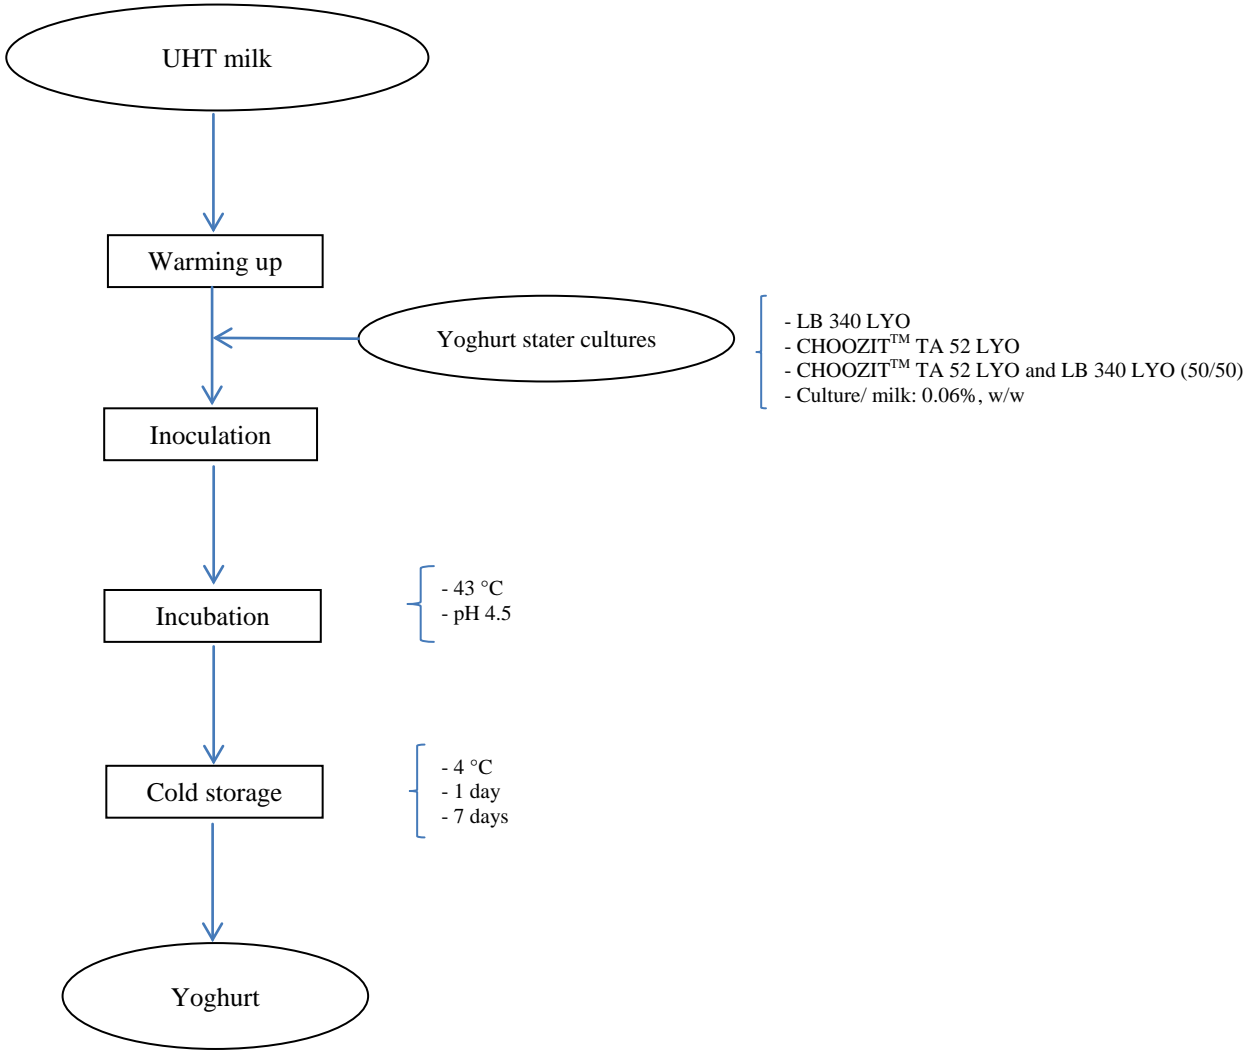 UHT milk
Warming up
Yoghurt stater cultures
- LB 340 LYO
- CHOOZIT™ TA 52 LYO
- CHOOZIT™ TA 52 LYO and LB 340 LYO (50/50)
- Culture/ milk: 0.06%, w/w
Inoculation
Incubation
- 43 °C
- pH 4.5
Cold storage
- 4 °C
- 1 day
- 7 days
Yoghurt